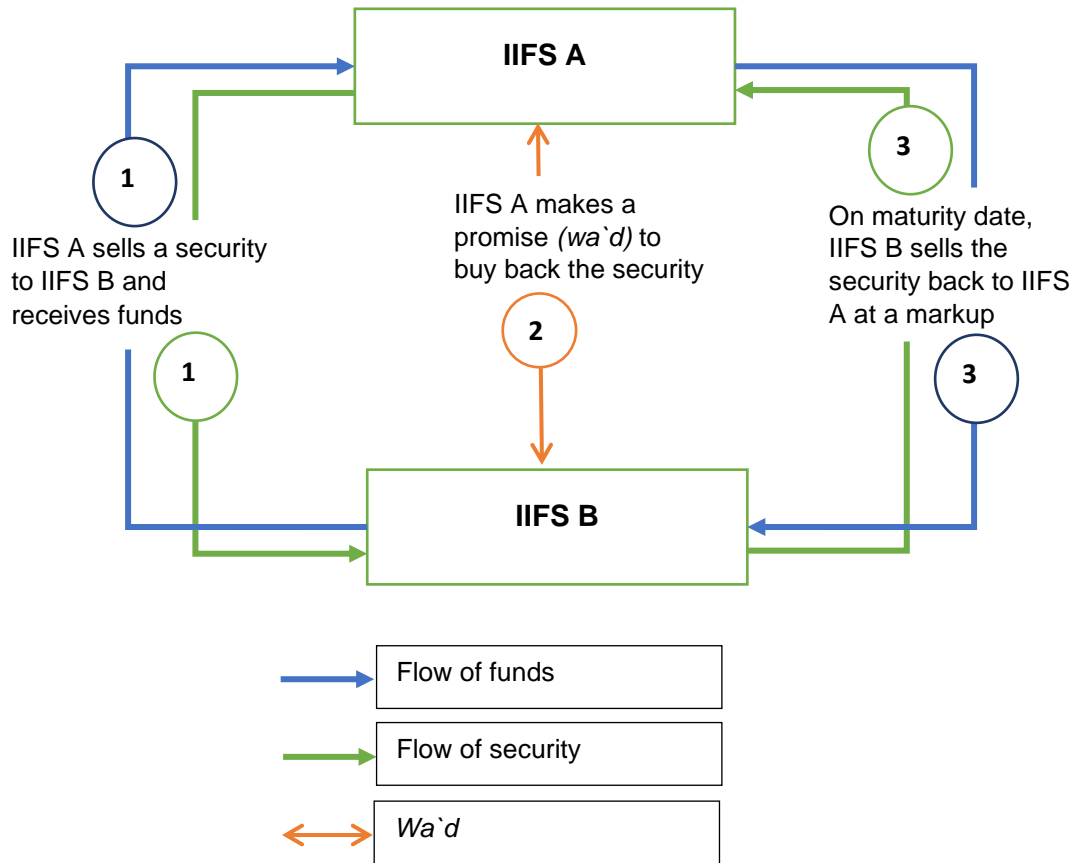 IIFS A
1
3
IIFS A sells a security
to IIFS B and
receives funds
IIFS A makes a
promise (wa`d) to
buy back the security
On maturity date,
IIFS B sells the
security back to IIFS
A at a markup
1
2
3
IIFS B
Flow of funds
Flow of security
Wa`d